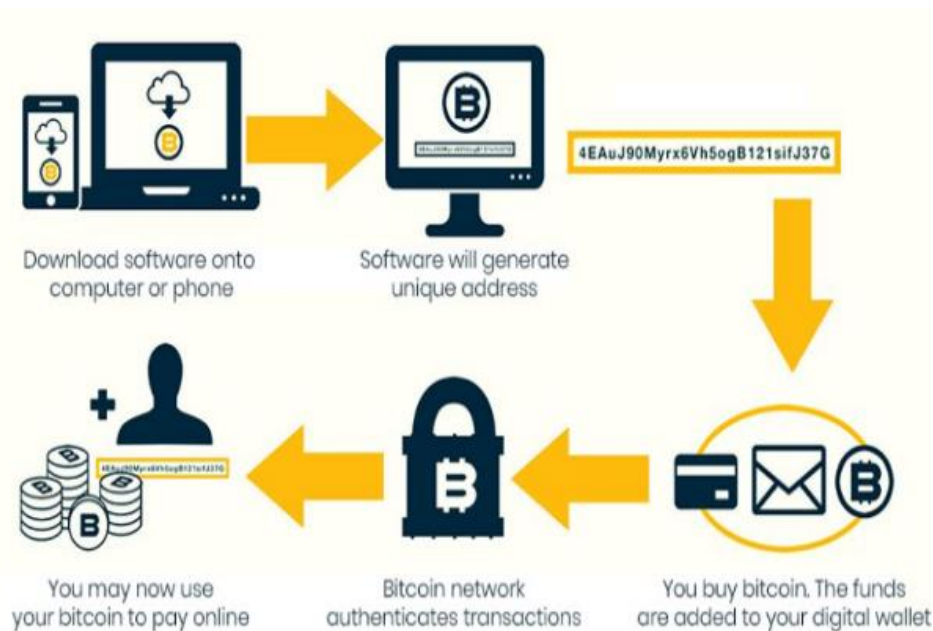 4EAuJ90Myrx6Vh5ogB121sifJ37G
Download software onto
computer or phone
Software will generate
unique address
You may now use
your bitcoin to pay online
Bitcoin network
authenticates transactions
You buy bitcoin. The funds
are added to your digital wallet